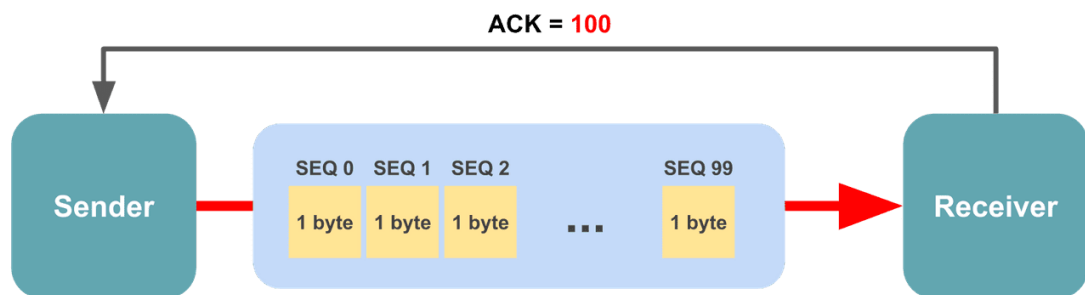 ACK = 100
SEQ 0 SEQ 1 SEQ 2 SEQ 99
Sender 1 byte 1 byte 1 byte ... 1 byte Receiver